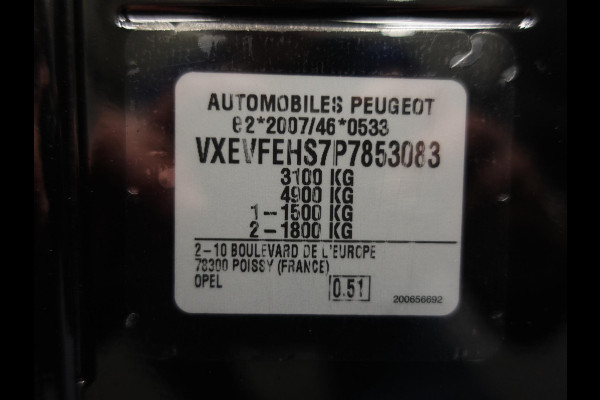 AUTOMOBILES PEUGEOT
e2*2007/46*0533
VXEVFEHS7P7853083
3100 KG
4900 KG
1-1500 KG
2-1800 KG
2-10 BOULEVARD DE L'EUROPE
78300 POISSY (FRANCE)
OPEL
0.51
200656692